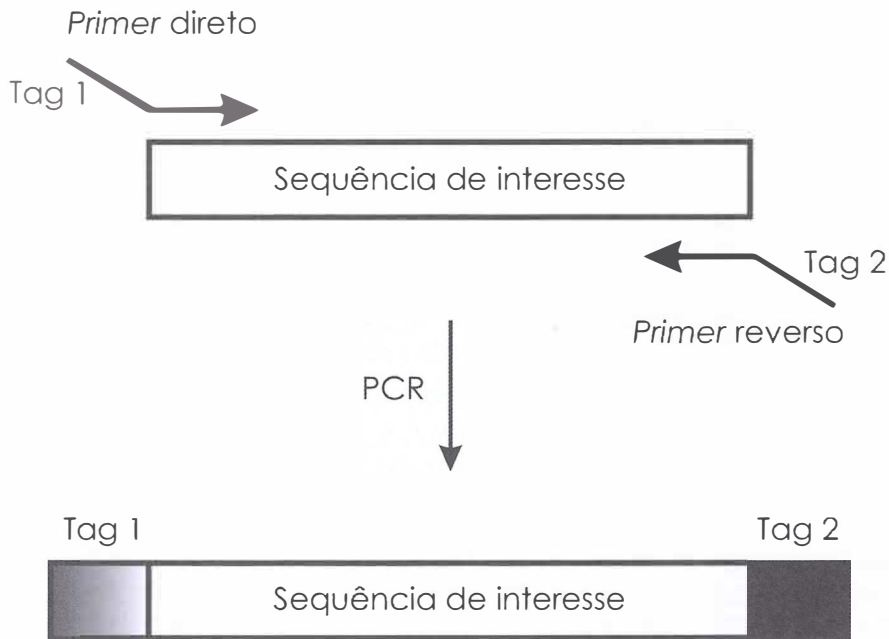 Primer direto
Tag 1
Sequência de interesse
Tag 2
Primer reverso
PCR
Tag 1
Tag 2
Sequência de interesse